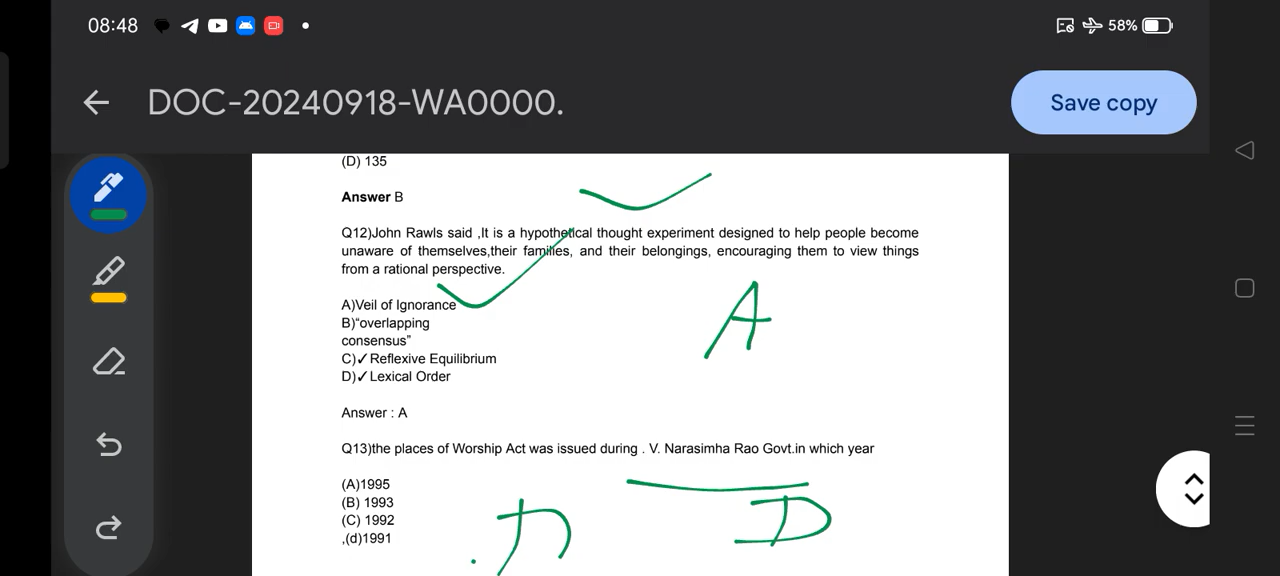 08:48
58%
DOC-20240918-WA0000.
Save copy
(D) 135
Answer B
Q12)John Rawls said ,It is a hypothetical thought experiment designed to help people become
unaware of themselves,their families, and their belongings, encouraging them to view things
from a rational perspective.
A)Veil of Ignorance
B)“overlapping
consensus”
C)✓Reflexive Equilibrium
D)✓Lexical Order
A
Answer : A
Q13)the places of Worship Act was issued during . V. Narasimha Rao Govt.in which year
(A)1995
(B) 1993
(C) 1992
,(d)1991
D